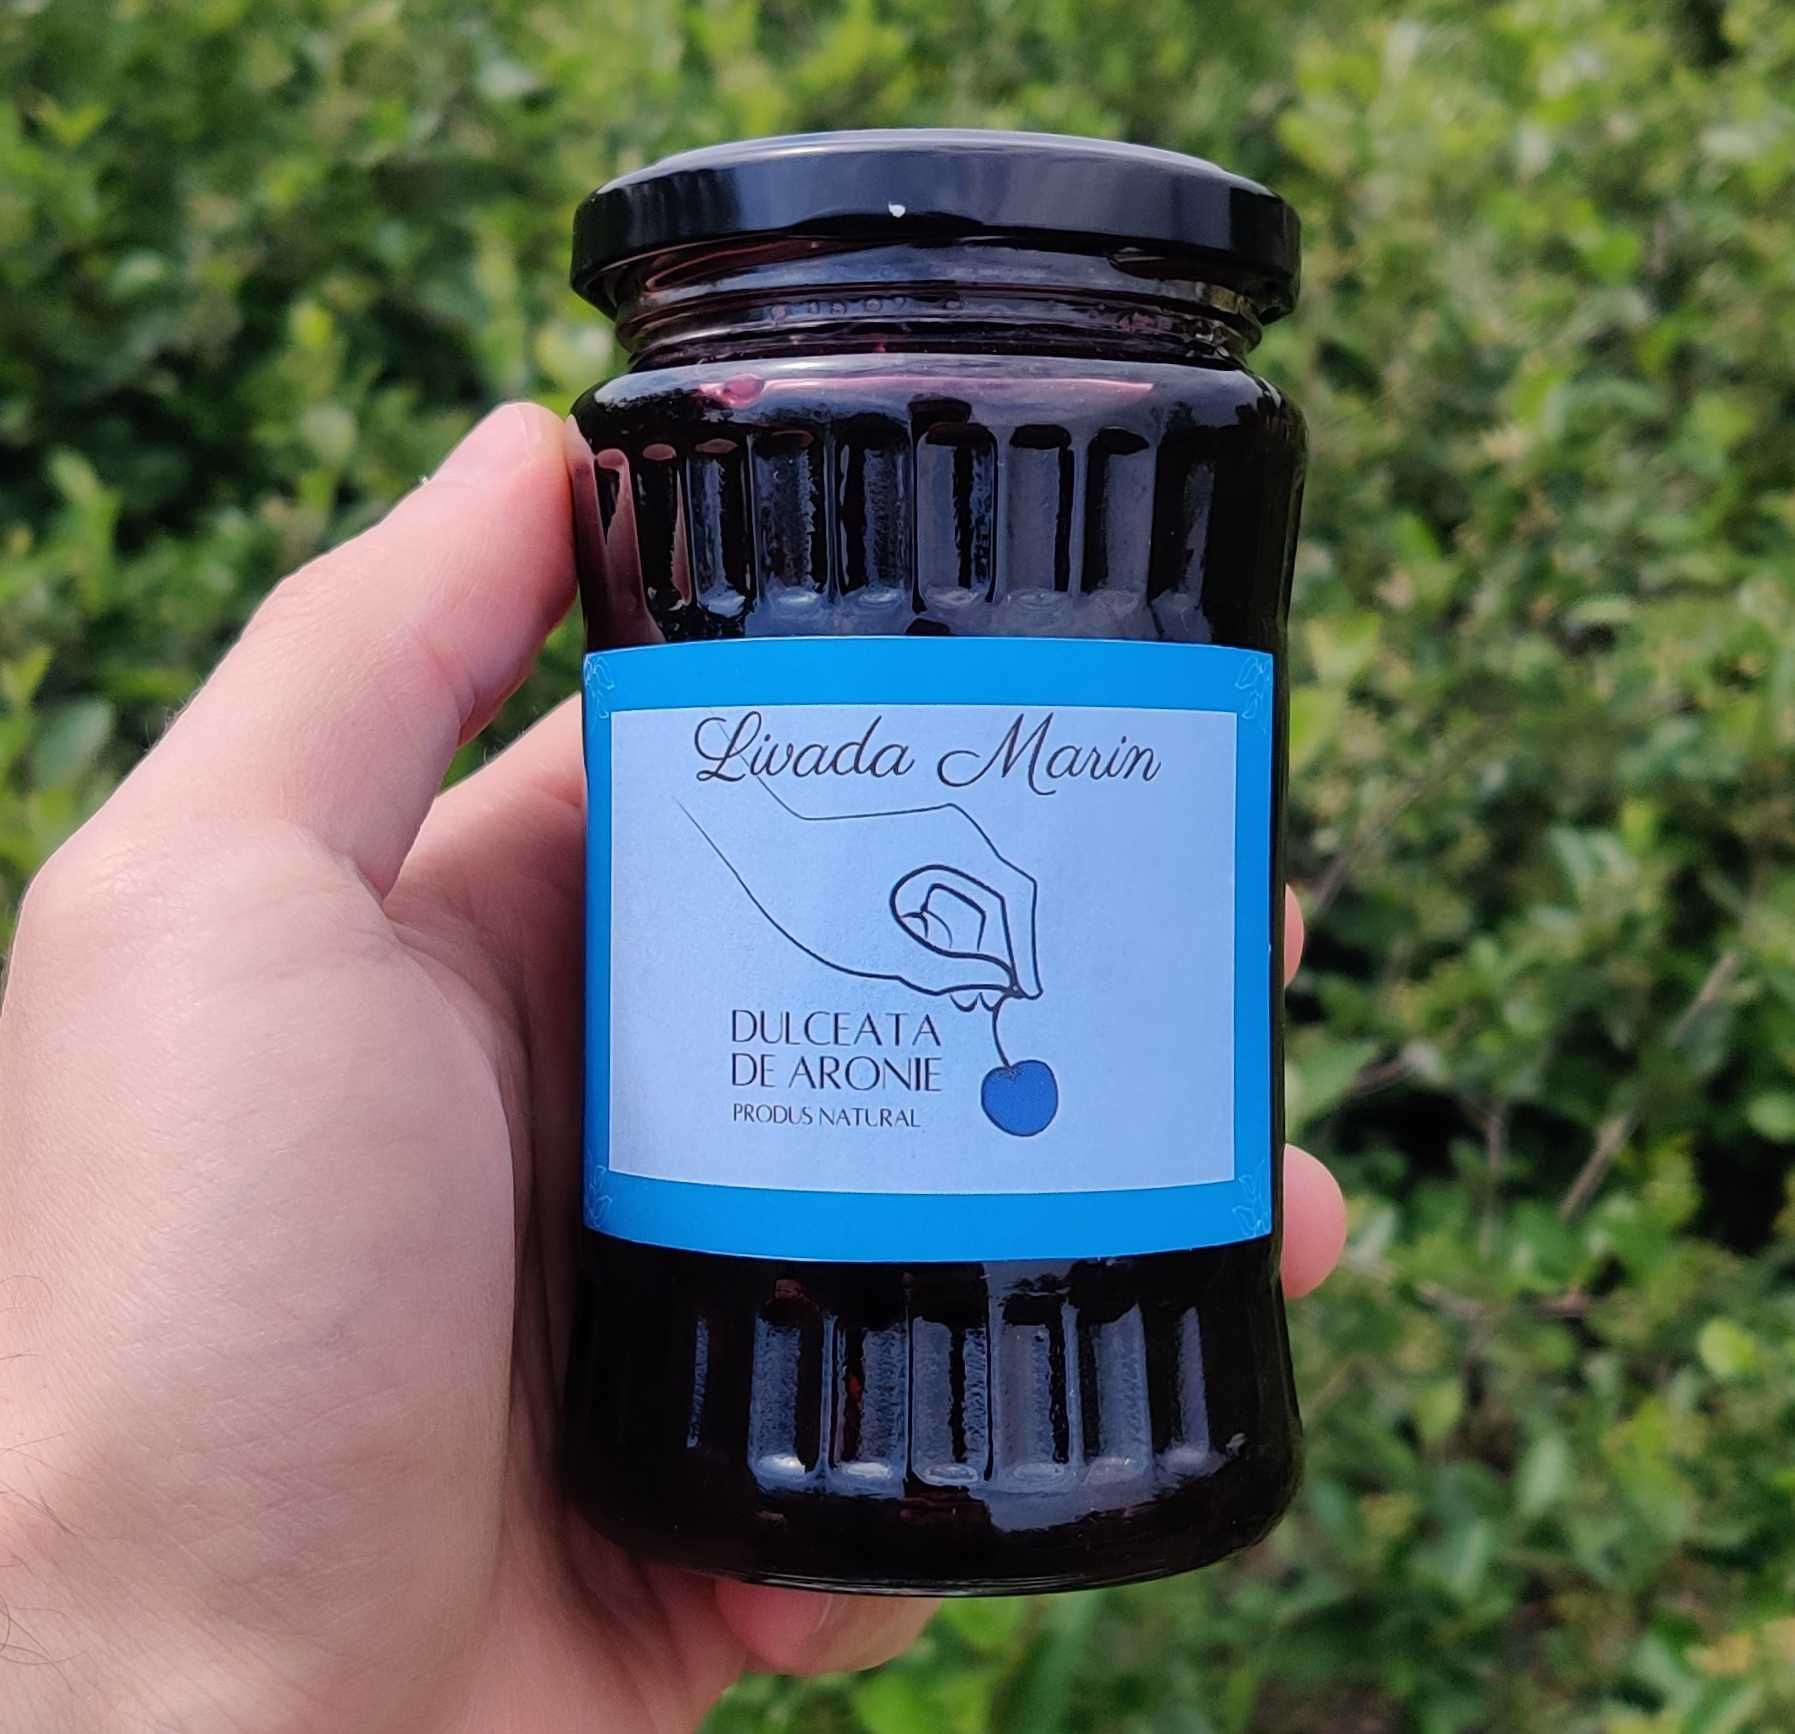 Livada Marin
DULCEATA
DE ARONIE
PRODUS NATURAL